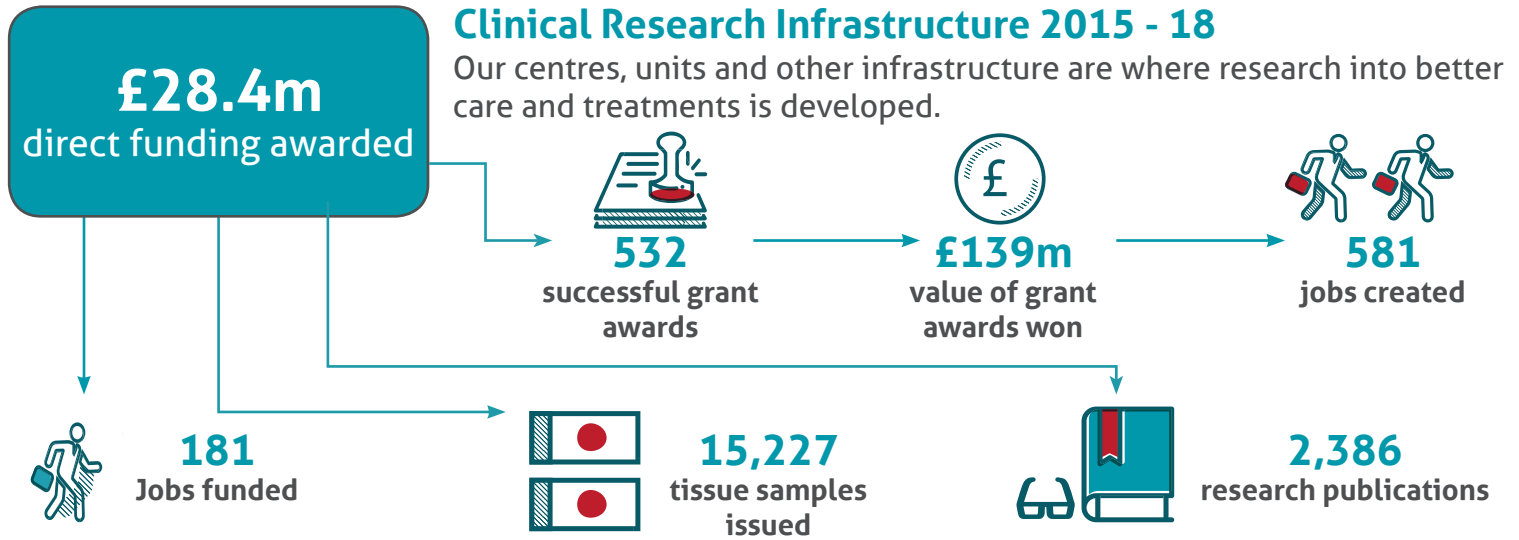 £28.4m
direct funding awarded
Clinical Research Infrastructure 2015 - 18
Our centres, units and other infrastructure are where research into better
care and treatments is developed.
£
532
successful grant
awards
£139m
value of grant
awards won
581
jobs created
181
Jobs funded
15,227
tissue samples
issued
2,386
research publications